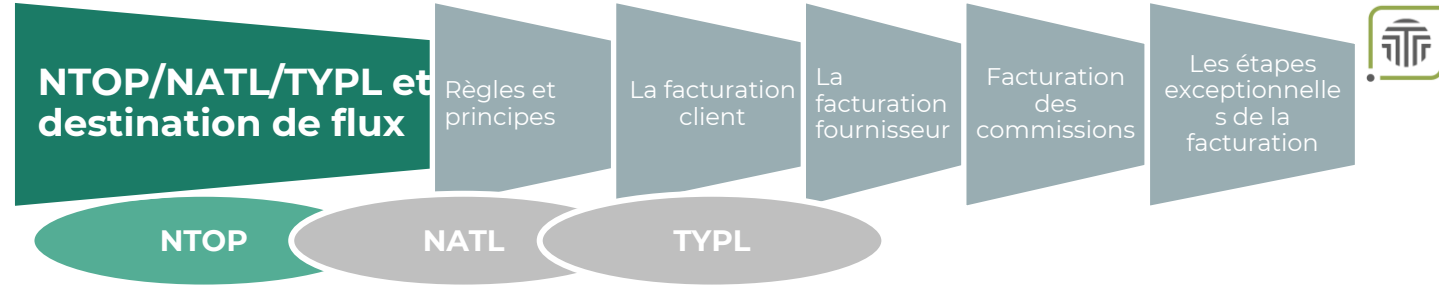 NTOP/NATL/TYPL et
destination de flux
Règles et
principes
La facturation
client
La
facturation
fournisseur
Facturation
des
commissions
Les étapes
exceptionnelle
s de la
facturation
NTOP
NATL
TYPL